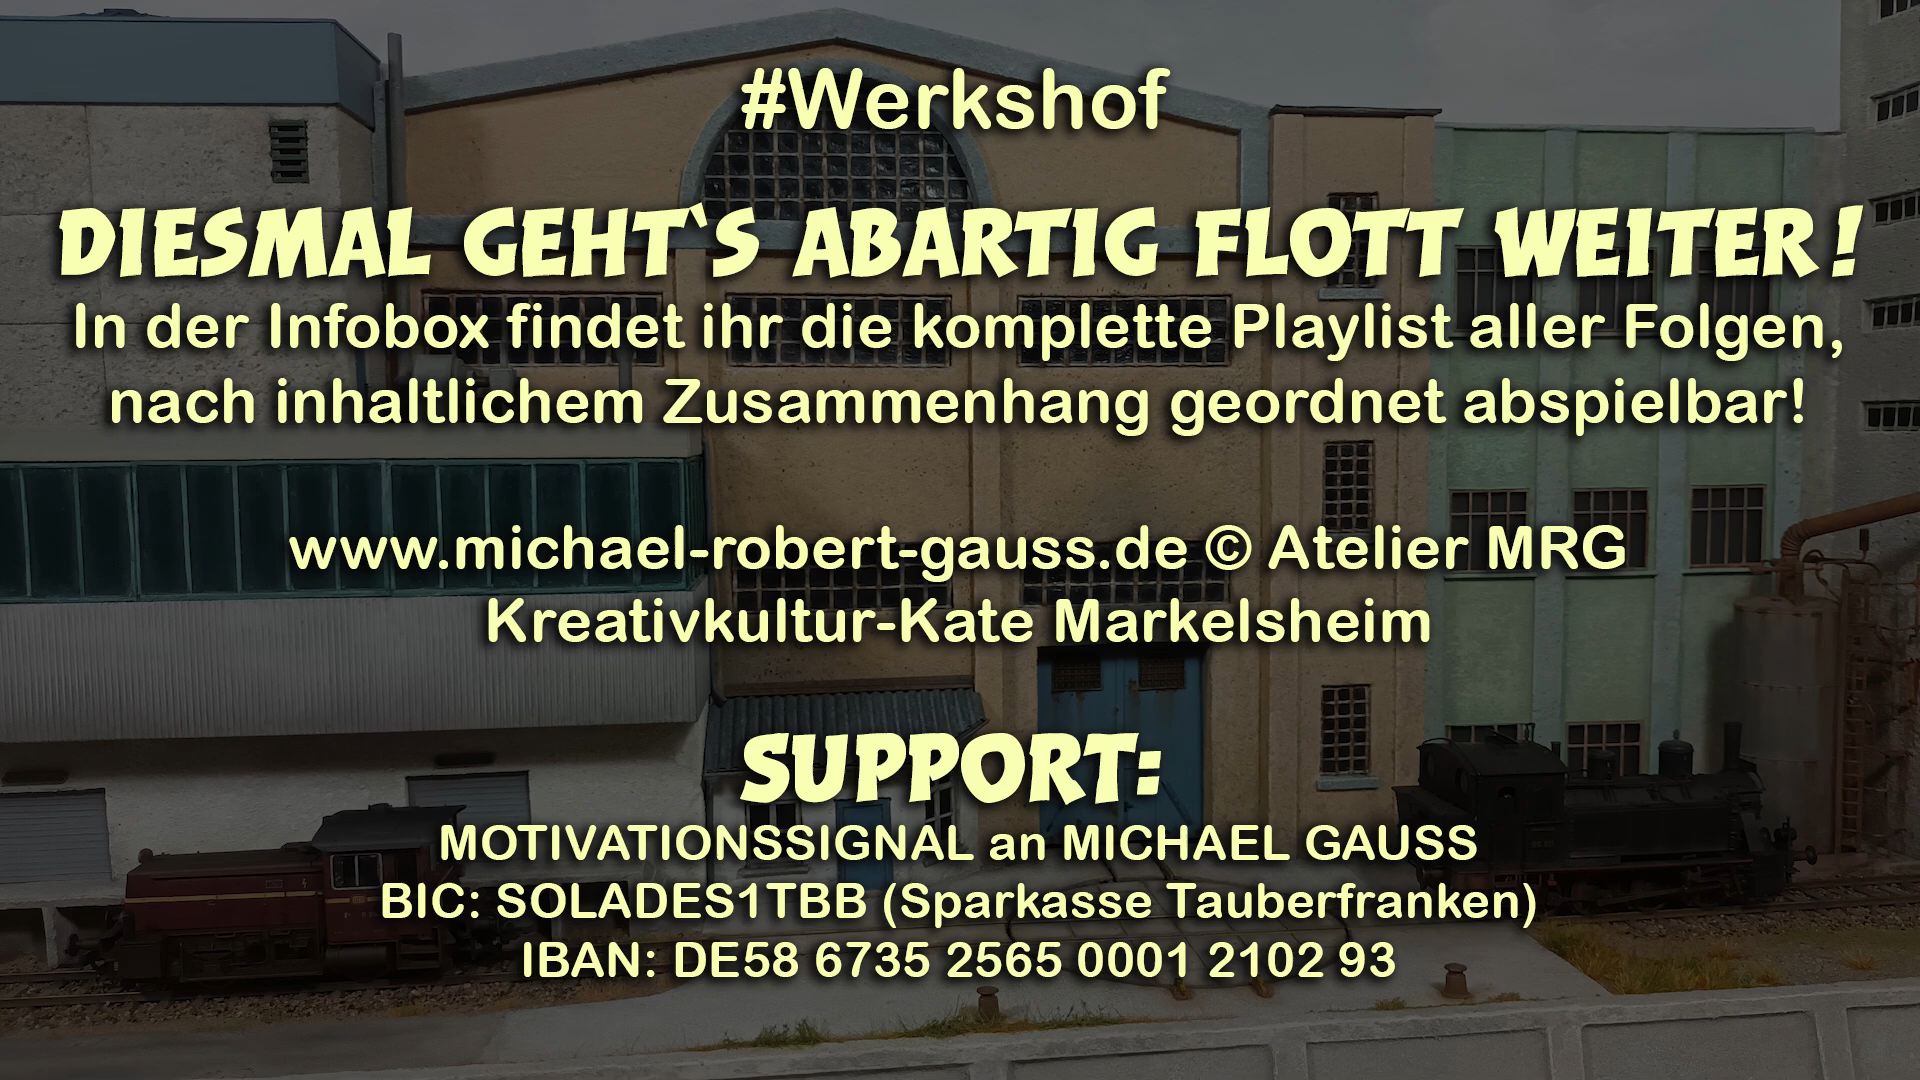 #Werkshof
DIESMAL GEHT'S ABARTIG FLOTT WEITER!
In der Infobox findet ihr die komplette Playlist aller Folgen,
nach inhaltlichem Zusammenhang geordnet abspielbar!
www.michael-robert-gauss.de © Atelier MRG
Kreativkultur-Kate Markelsheim
SUPPORT:
MOTIVATIONSSIGNAL an MICHAEL GAUSS
BIC: SOLADES1TBB (Sparkasse Tauberfranken)
IBAN: DE58 6735 2565 0001 2102 93